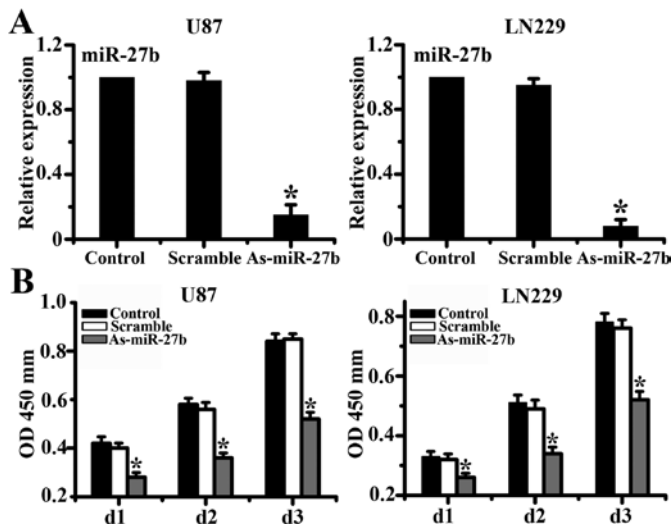 A
U87
LN229
1.2
miR-27b
0.8
0.4
0
Relative expression
Control Scramble As-miR-27b
*
1.2
miR-27b
0.8
0.4
0
Relative expression
Control Scramble As-miR-27b
*
B
U87
LN229
Control
Scramble
As-miR-27b
1.0
0.8
0.6
0.4
0.2
OD 450 mm
* * *
d1 d2 d3
Control
Scramble
As-miR-27b
0.8
0.6
0.4
0.2
OD 450 mm
* * *
d1 d2 d3